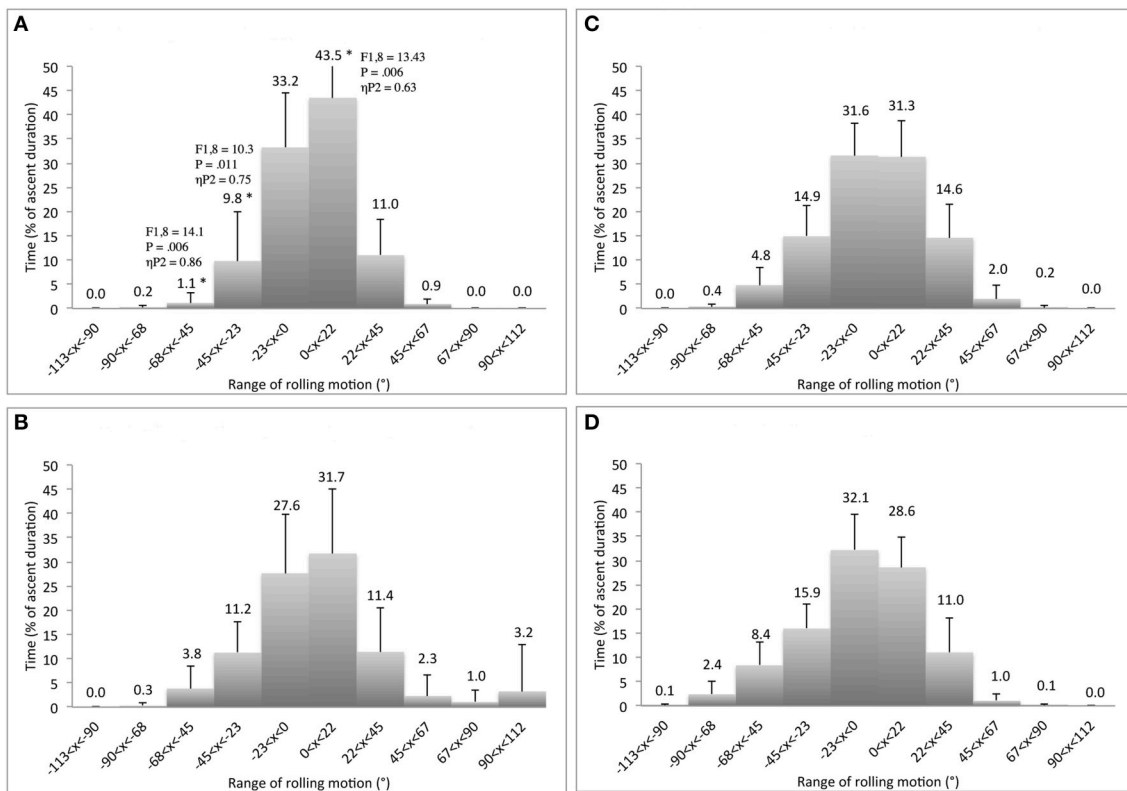 A
43.5 *
F1,8 = 13.43
P = .006
ηP2 = 0.63
33.2
F1,8 = 10.3
P = .011
ηP2 = 0.75
9.8 *
F1,8 = 14.1
P = .006
ηP2 = 0.86
1.1 *
11.0
0.0 0.2 0.9 0.0 0.0
50
45
40
35
30
25
20
15
10
5
0
Time (% of ascent duration)
-113<x<-90 -90<x<-68 -68<x<-45 -45<x<-23 -23<x<0 0<x<22 22<x<45 45<x<67 67<x<90 90<x<112
Range of rolling motion (°)
C
50
45
40
35
30
25
20
15
10
5
0
Time (% of ascent duration)
0.0 0.4 4.8 14.9 31.6 31.3 14.6 2.0 0.2 0.0
-113<x<-90 -90<x<-68 -68<x<-45 -45<x<-23 -23<x<0 0<x<22 22<x<45 45<x<67 67<x<90 90<x<112
Range of rolling motion (°)
B
50
45
40
35
30
25
20
15
10
5
0
Time (% of ascent duration)
0.0 0.3 3.8 11.2 27.6 31.7 11.4 2.3 1.0 3.2
-113<x<-90 -90<x<-68 -68<x<-45 -45<x<-23 -23<x<0 0<x<22 22<x<45 45<x<67 67<x<90 90<x<112
Range of rolling motion (°)
D
50
45
40
35
30
25
20
15
10
5
0
Time (% of ascent duration)
0.1 2.4 8.4 15.9 32.1 28.6 11.0 1.0 0.1 0.0
-113<x<-90 -90<x<-68 -68<x<-45 -45<x<-23 -23<x<0 0<x<22 22<x<45 45<x<67 67<x<90 90<x<112
Range of rolling motion (°)